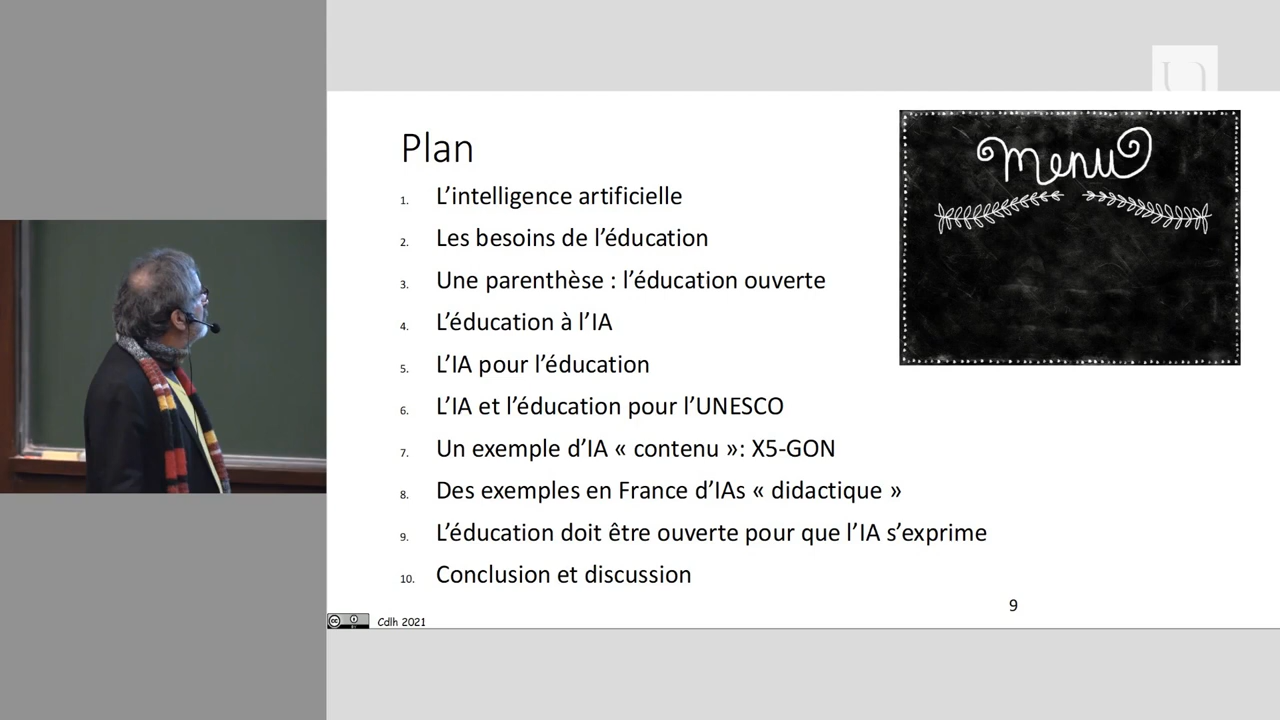 Plan
Menu
1. L’intelligence artificielle
2. Les besoins de l’éducation
3. Une parenthèse : l’éducation ouverte
4. L’éducation à l’IA
5. L’IA pour l’éducation
6. L’IA et l’éducation pour l’UNESCO
7. Un exemple d’IA « contenu »: X5-GON
8. Des exemples en France d’IAs « didactique »
9. L’éducation doit être ouverte pour que l’IA s’exprime
10. Conclusion et discussion
9
cc BY Cdlh 2021